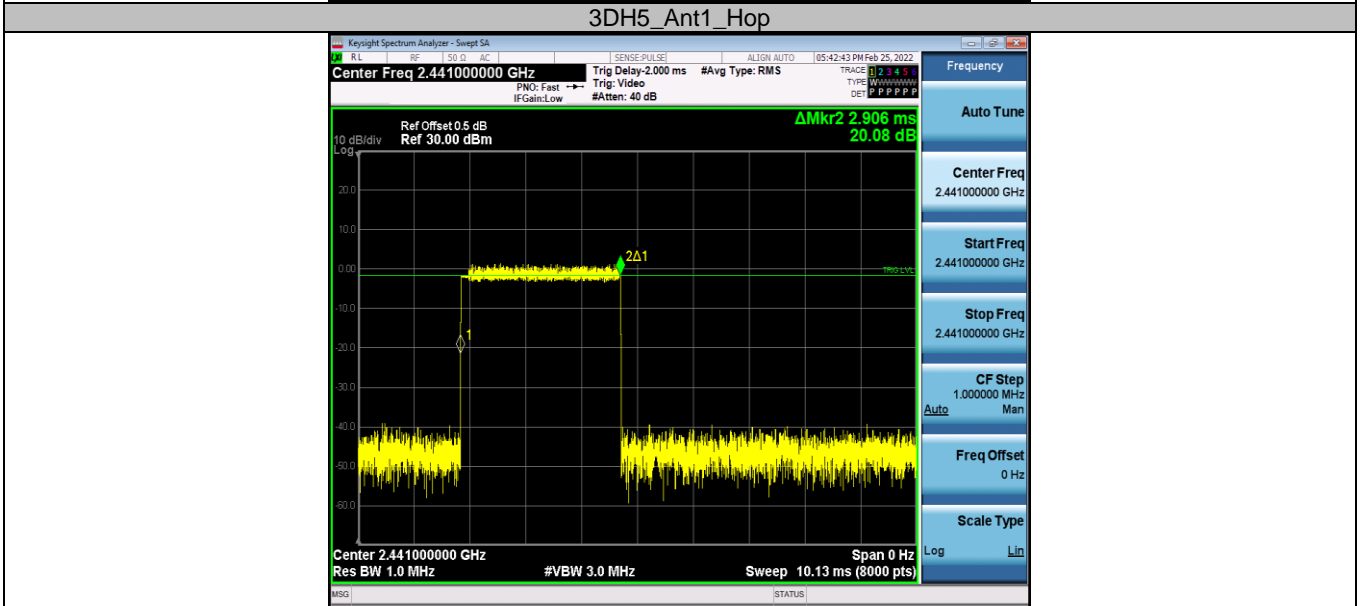 3DH5_Ant1_Hop
Keysight Spectrum Analyzer - Swept SA
RL RF 50 Ω AC SENSE:PULSE ALIGN AUTO 05:42:43 PM Feb 25, 2022
Center Freq 2.441000000 GHz
PNO: Fast
IFGain:Low
Trig Delay-2.000 ms
Trig: Video
#Atten: 40 dB
#Avg Type: RMS
TRACE 1 2 3 4 5 6
TYPE WWWWWW
DET P P P P P P
ΔMkr2 2.906 ms
20.08 dB
10 dB/div
Log
Ref Offset 0.5 dB
Ref 30.00 dBm
20.0
10.0
0.00
-10.0
-20.0
-30.0
-40.0
-50.0
-60.0
2Δ1
TRIG LVL
1
Center 2.441000000 GHz
Span 0 Hz
Res BW 1.0 MHz
#VBW 3.0 MHz
Sweep 10.13 ms (8000 pts)
MSG
STATUS
Frequency
Auto Tune
Center Freq
2.441000000 GHz
Start Freq
2.441000000 GHz
Stop Freq
2.441000000 GHz
CF Step
1.000000 MHz
Auto Man
Freq Offset
0 Hz
Scale Type
Log Lin